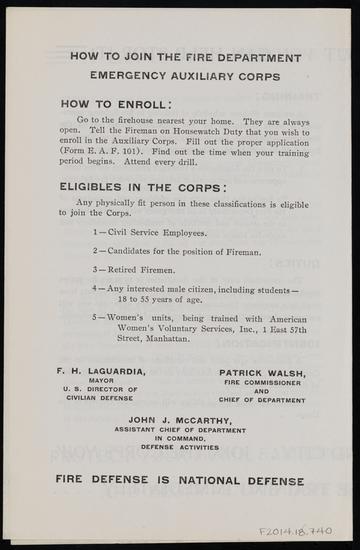 HOW TO JOIN THE FIRE DEPARTMENT
EMERGENCY AUXILIARY CORPS
HOW TO ENROLL:
Go to the firehouse nearest your home. They are always
open. Tell the Fireman on Housewatch Duty that you wish to
enroll in the Auxiliary Corps. Fill out the proper application
(Form E. A. F. 101). Find out the time when your training
period begins. Attend every drill.
ELIGIBLES IN THE CORPS:
Any physically fit person in these classifications is eligible
to join the Corps.
1—Civil Service Employees.
2—Candidates for the position of Fireman.
3—Retired Firemen.
4—Any interested male citizen, including students—
18 to 55 years of age.
5—Women's units, being trained with American
Women's Voluntary Services, Inc., 1 East 57th
Street, Manhattan.
F. H. LAGUARDIA,
MAYOR
U. S. DIRECTOR OF
CIVILIAN DEFENSE
PATRICK WALSH,
FIRE COMMISSIONER
AND
CHIEF OF DEPARTMENT
JOHN J. McCARTHY,
ASSISTANT CHIEF OF DEPARTMENT
IN COMMAND,
DEFENSE ACTIVITIES
FIRE DEFENSE IS NATIONAL DEFENSE
F2014.18.740